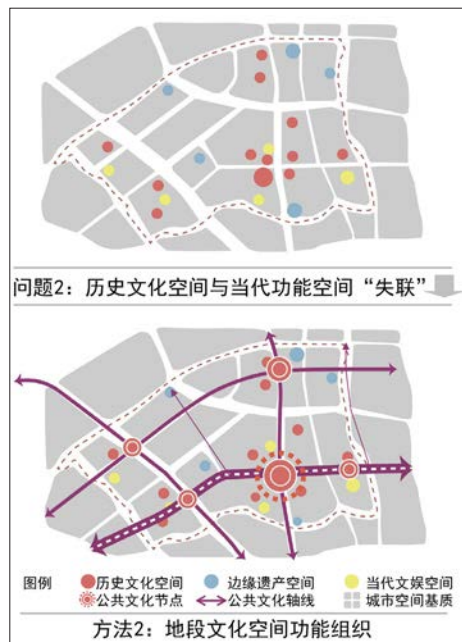 问题2：历史文化空间与当代功能空间“失联”
图例 历史文化空间 边缘遗产空间 当代文娱空间
公共文化节点 公共文化轴线 城市空间基质
方法2：地段文化空间功能组织